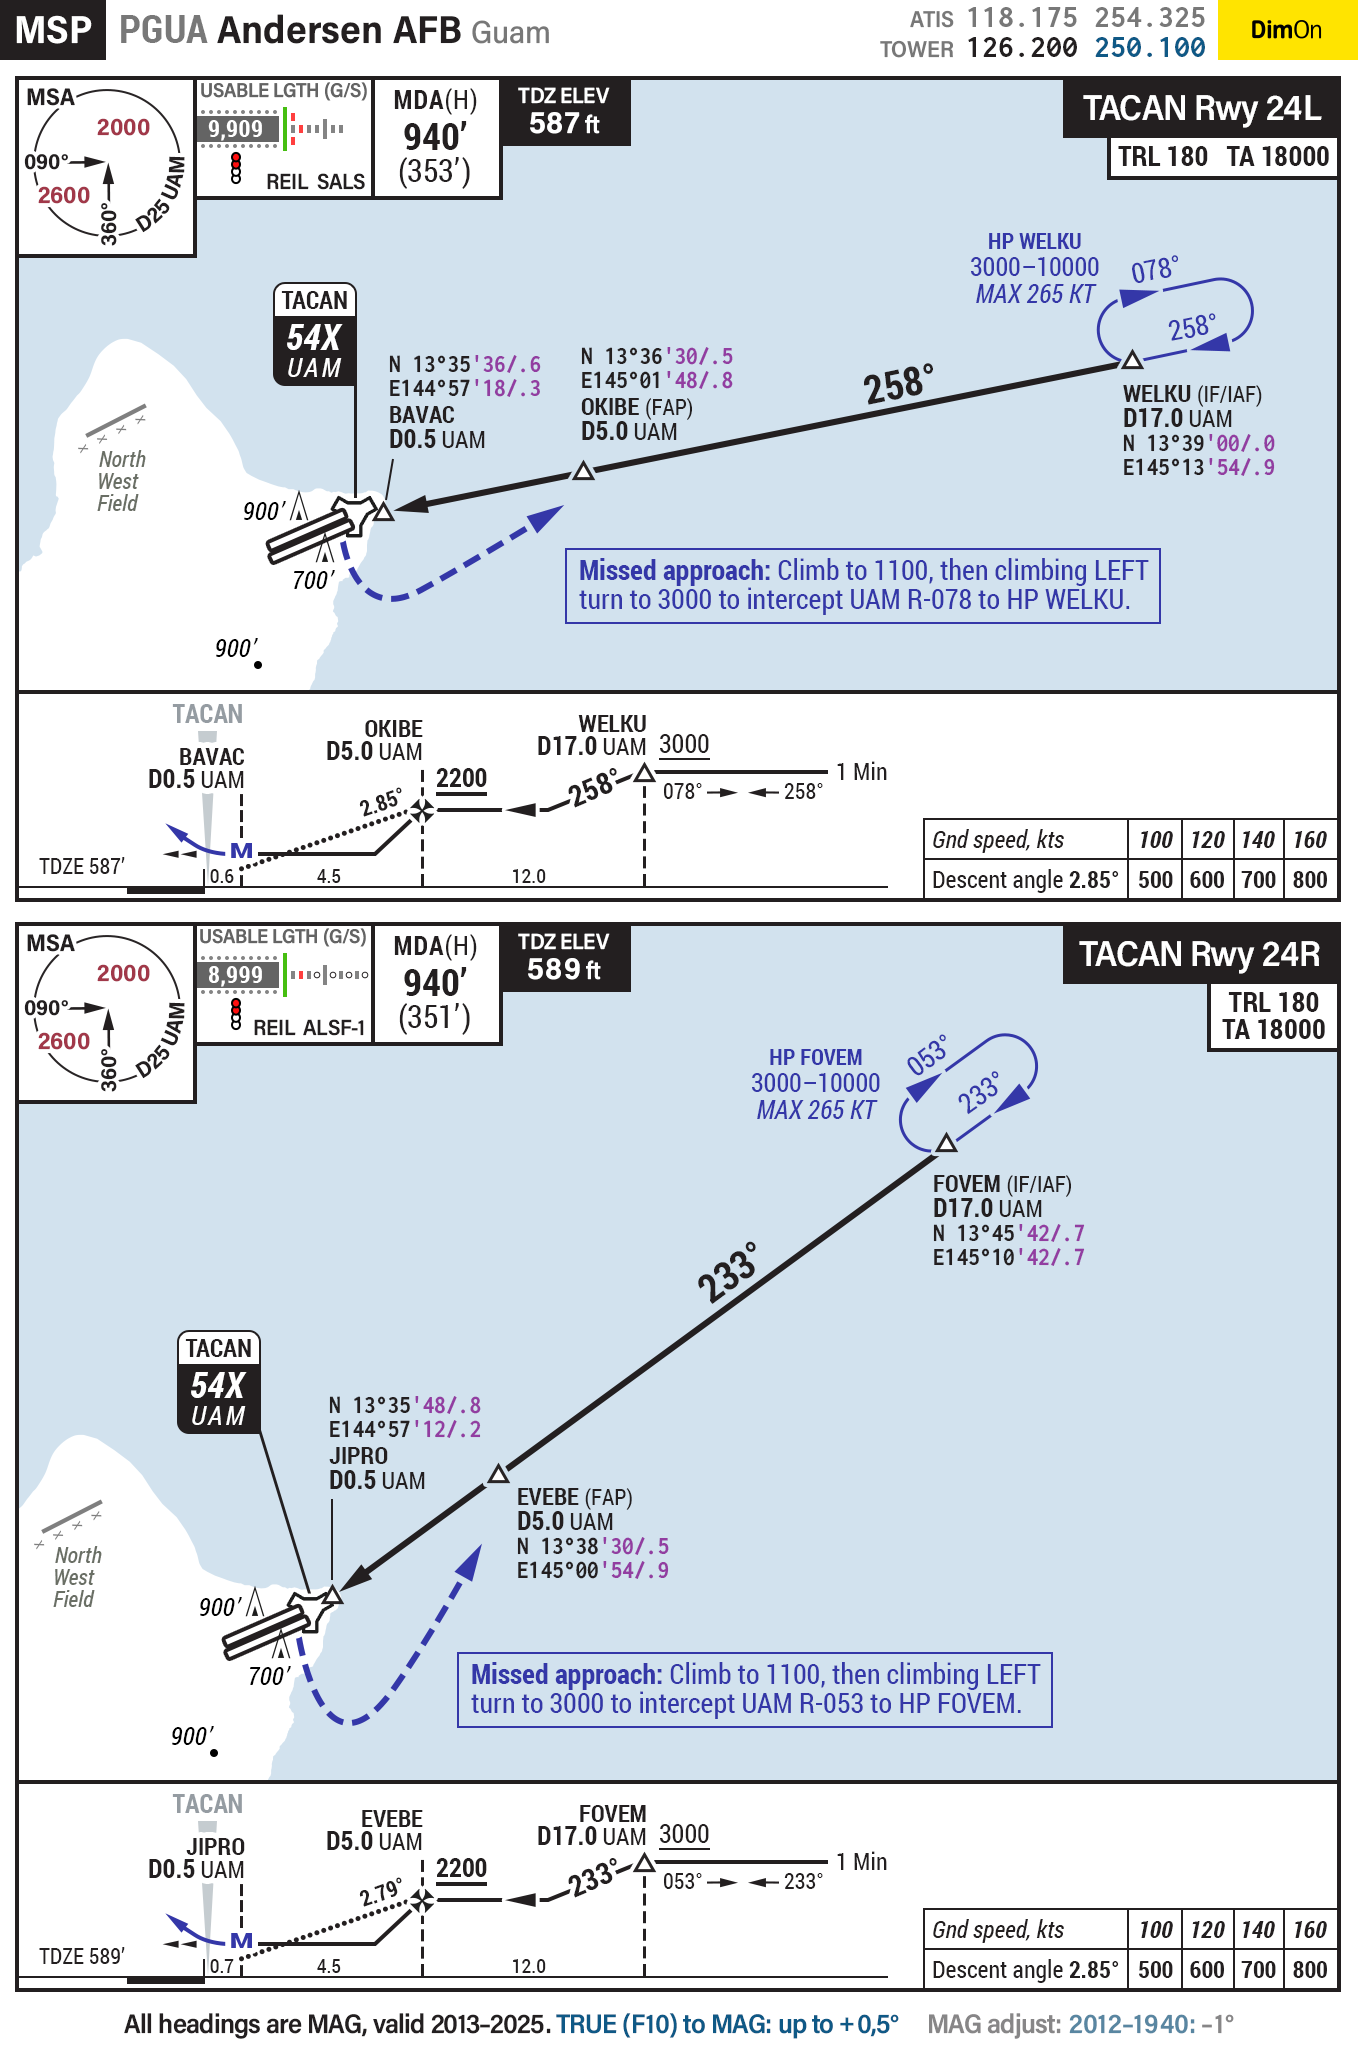 MSP PGUA Andersen AFB Guam
ATIS 118.175 254.325
TOWER 126.200 250.100
DimOn
MSA
2000
090°
2600
360°
D25 UAM
USABLE LGTH (G/S)
9,909
REIL SALS
MDA(H)
940’
(353’)
TDZ ELEV
587 ft
TACAN Rwy 24L
TRL 180 TA 18000
HP WELKU
3000–10000
MAX 265 KT
078°
258°
TACAN
54X
UAM
N 13°35'36/.6
E144°57'18/.3
BAVAC
D0.5 UAM
N 13°36'30/.5
E145°01'48/.8
OKIBE (FAP)
D5.0 UAM
258°
WELKU (IF/IAF)
D17.0 UAM
N 13°39'00/.0
E145°13'54/.9
North
West
Field
900’
700’
900’
Missed approach: Climb to 1100, then climbing LEFT
turn to 3000 to intercept UAM R-078 to HP WELKU.
TACAN
BAVAC
D0.5 UAM
OKIBE
D5.0 UAM
WELKU
D17.0 UAM 3000
2200
2.85°
258°
1 Min
078° 258°
M
TDZE 587’
0.6 4.5 12.0
Gnd speed, kts 100 120 140 160
Descent angle 2.85° 500 600 700 800
MSA
2000
090°
2600
360°
D25 UAM
USABLE LGTH (G/S)
8,999
REIL ALSF-1
MDA(H)
940’
(351’)
TDZ ELEV
589 ft
TACAN Rwy 24R
TRL 180
TA 18000
HP FOVEM
3000–10000
MAX 265 KT
053°
233°
FOVEM (IF/IAF)
D17.0 UAM
N 13°45'42/.7
E145°10'42/.7
233°
TACAN
54X
UAM
N 13°35'48/.8
E144°57'12/.2
JIPRO
D0.5 UAM
EVEBE (FAP)
D5.0 UAM
N 13°38'30/.5
E145°00'54/.9
North
West
Field
900’
700’
900’
Missed approach: Climb to 1100, then climbing LEFT
turn to 3000 to intercept UAM R-053 to HP FOVEM.
TACAN
JIPRO
D0.5 UAM
EVEBE
D5.0 UAM
FOVEM
D17.0 UAM 3000
2200
2.79°
233°
1 Min
053° 233°
M
TDZE 589’
0.7 4.5 12.0
Gnd speed, kts 100 120 140 160
Descent angle 2.85° 500 600 700 800
All headings are MAG, valid 2013–2025. TRUE (F10) to MAG: up to +0,5° MAG adjust: 2012–1940: –1°